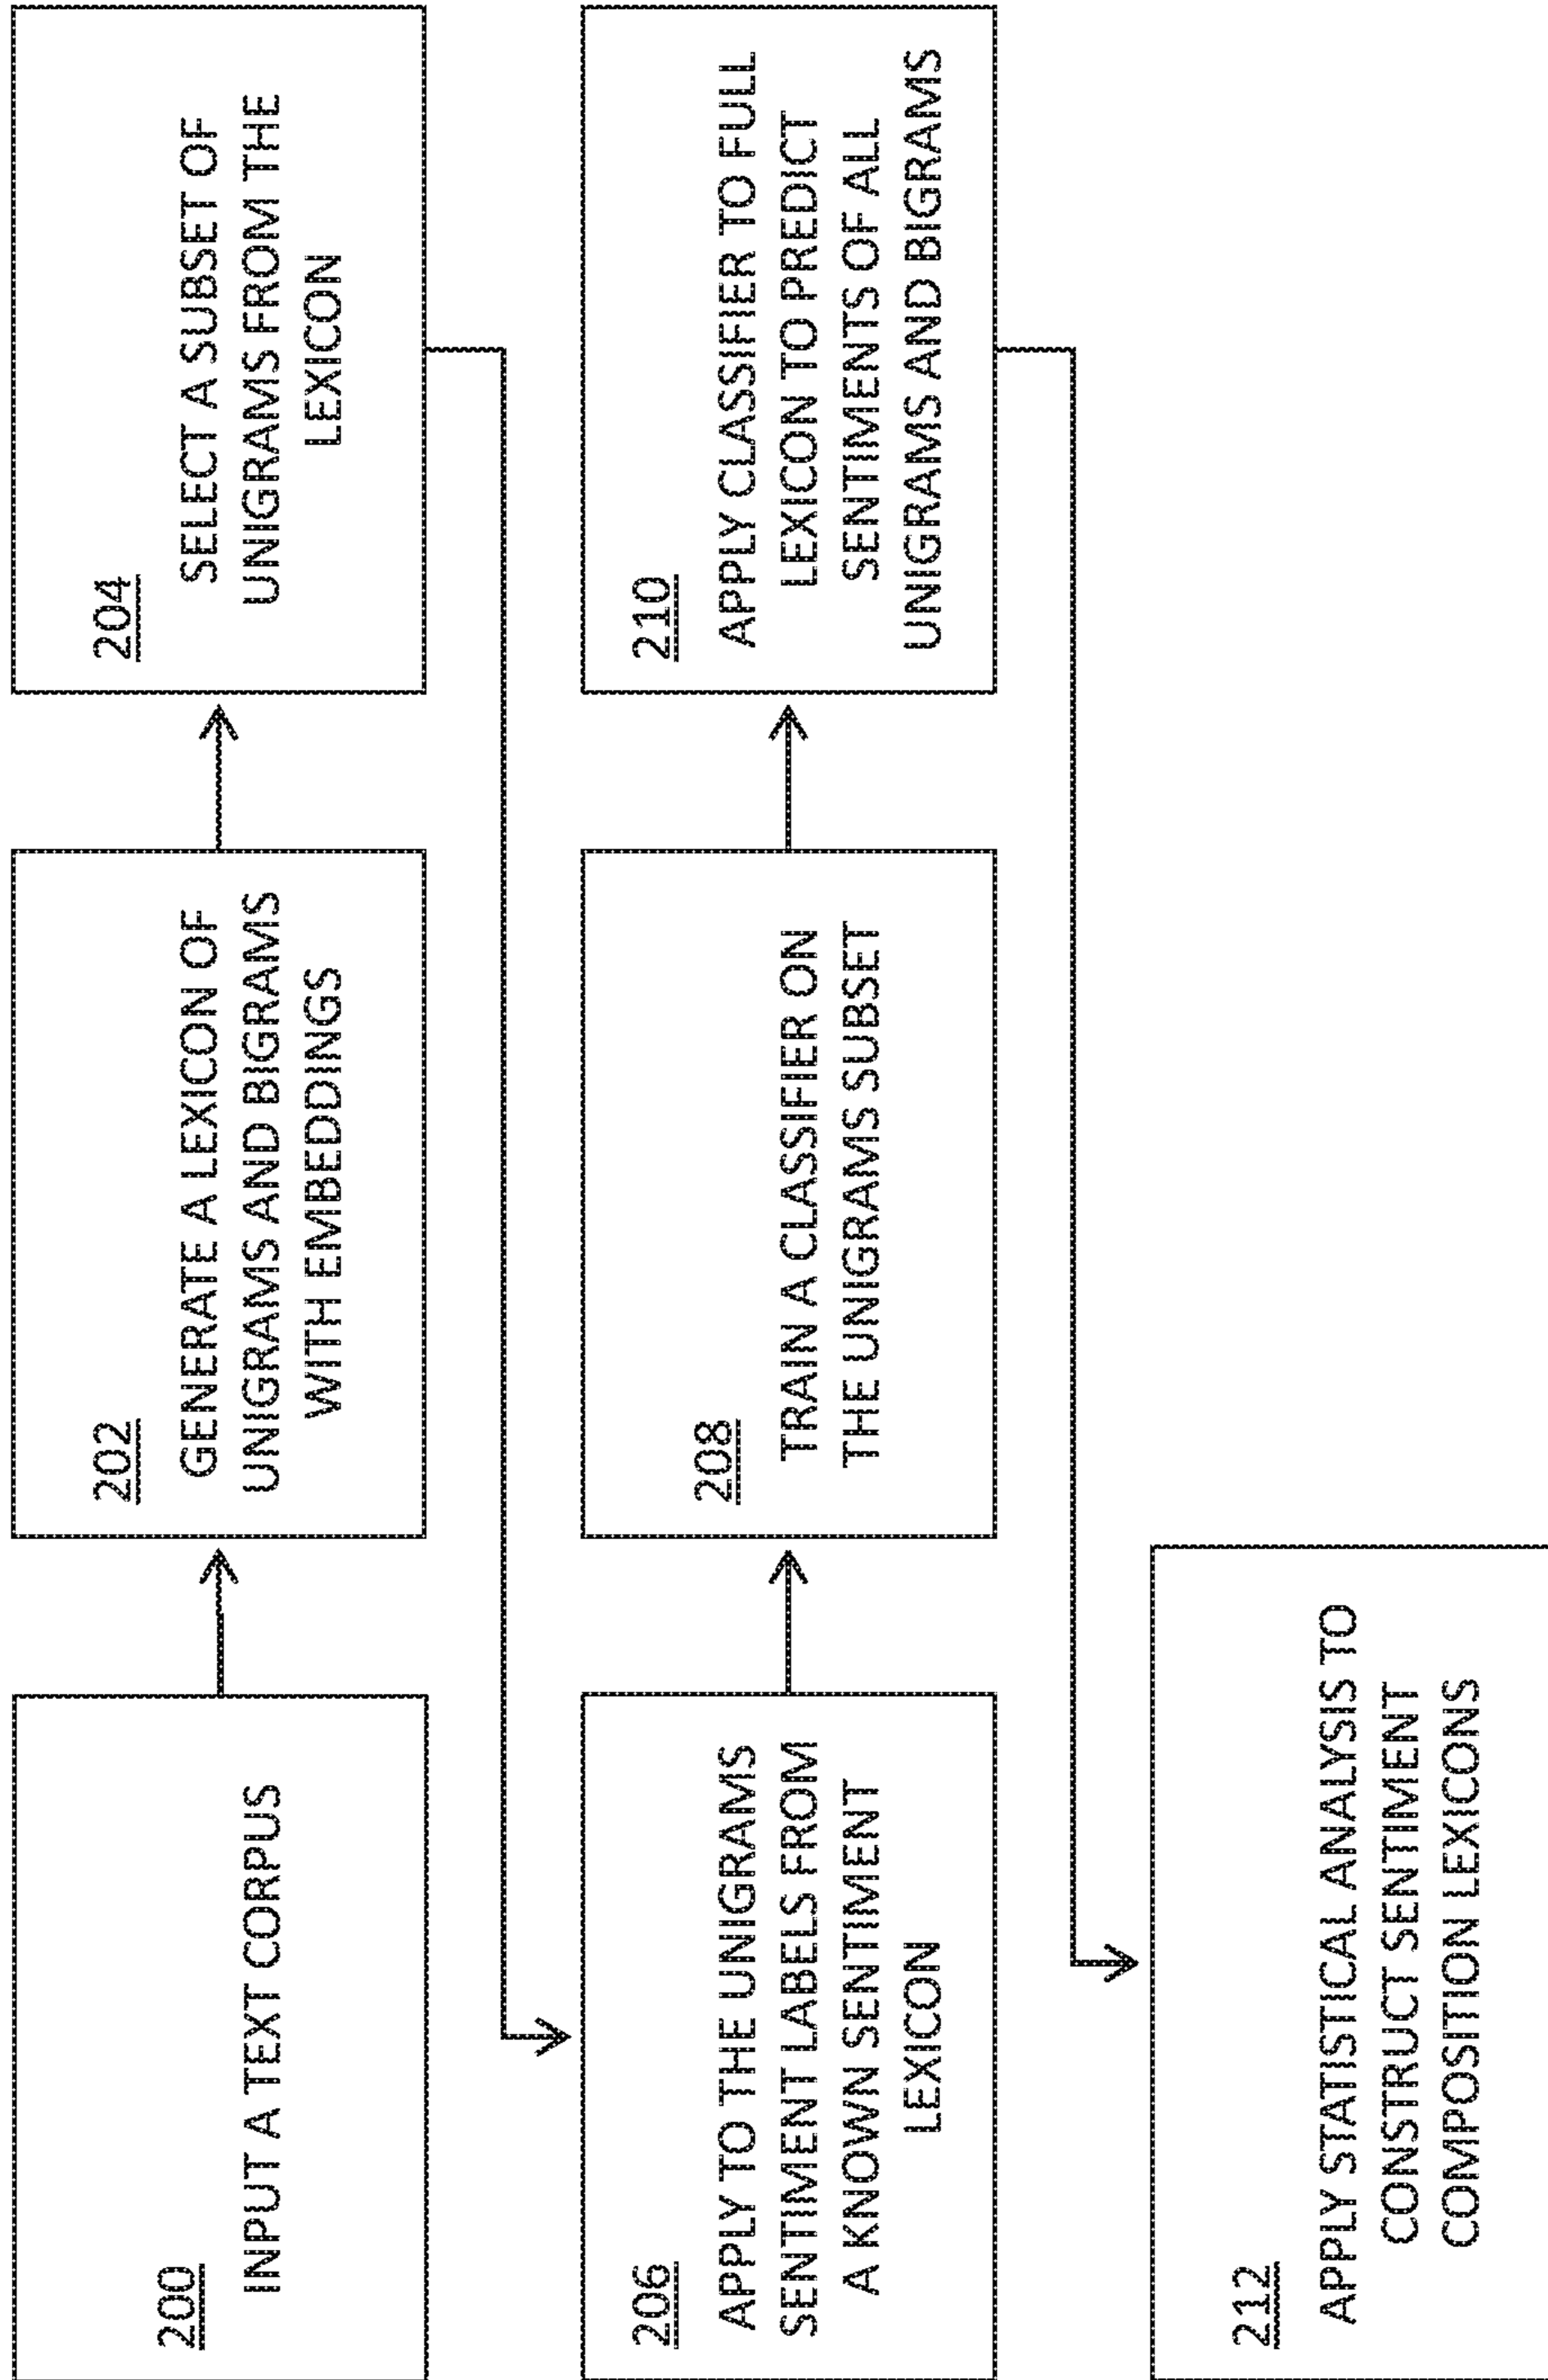 200
INPUT A TEXT CORPUS
202
GENERATE A LEXICON OF
UNIGRAMS AND BIGRAMS
WITH EMBEDDINGS
204
SELECT A SUBSET OF
UNIGRAMS FROM THE
LEXICON
206
APPLY TO THE UNIGRAMS
SENTIMENT LABELS FROM
A KNOWN SENTIMENT
LEXICON
208
TRAIN A CLASSIFIER ON
THE UNIGRAMS SUBSET
210
APPLY CLASSIFIER TO FULL
LEXICON TO PREDICT
SENTIMENTS OF ALL
UNIGRAMS AND BIGRAMS
212
APPLY STATISTICAL ANALYSIS TO
CONSTRUCT SENTIMENT
COMPOSITION LEXICONS